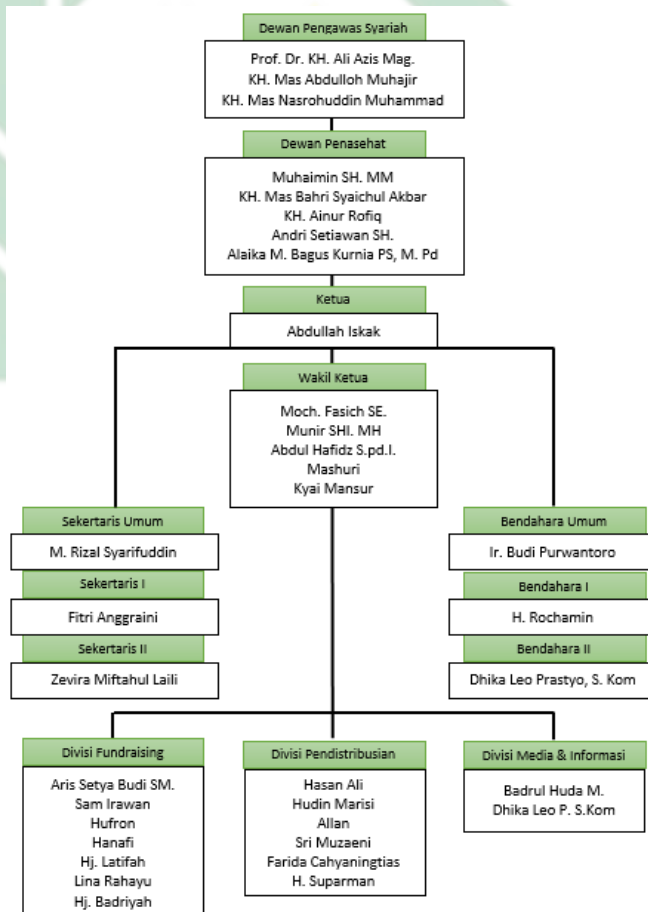 Dewan Pengawas Syariah
Prof. Dr. KH. Ali Azis Mag.
KH. Mas Abdulloh Muhajir
KH. Mas Nasrohuddin Muhammad
Dewan Penasehat
Muhaimin SH. MM
KH. Mas Bahri Syaichul Akbar
KH. Ainur Rofiq
Andri Setiawan SH.
Alaika M. Bagus Kurnia PS, M. Pd
Ketua
Abdullah Iskak
Wakil Ketua
Moch. Fasich SE.
Munir SHI. MH
Abdul Hafidz S.pd.I.
Mashuri
Kyai Mansur
Sekertaris Umum
M. Rizal Syarifuddin
Sekertaris I
Fitri Anggraini
Sekertaris II
Zevira Miftahul Laili
Bendahara Umum
Ir. Budi Purwantoro
Bendahara I
H. Rochamin
Bendahara II
Dhika Leo Prastyo, S. Kom
Divisi Fundraising
Aris Setya Budi SM.
Sam Irawan
Hufron
Hanafi
Hj. Latifah
Lina Rahayu
Hj. Badriyah
Divisi Pendistribusian
Hasan Ali
Hudin Marisi
Allan
Sri Muzaeni
Farida Cahyaningtias
H. Suparman
Divisi Media & Informasi
Badrul Huda M.
Dhika Leo P. S.Kom